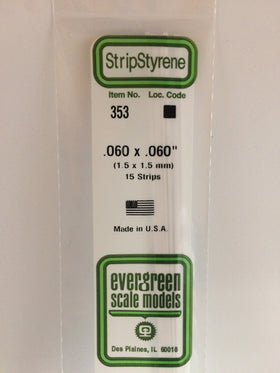 StripStyrene
Item No. Loc. Code
353
.060 x .060"
(1.5 x 1.5 mm)
15 Strips
Made in U.S.A.
evergreen
scale models
Des Plaines, IL 60018